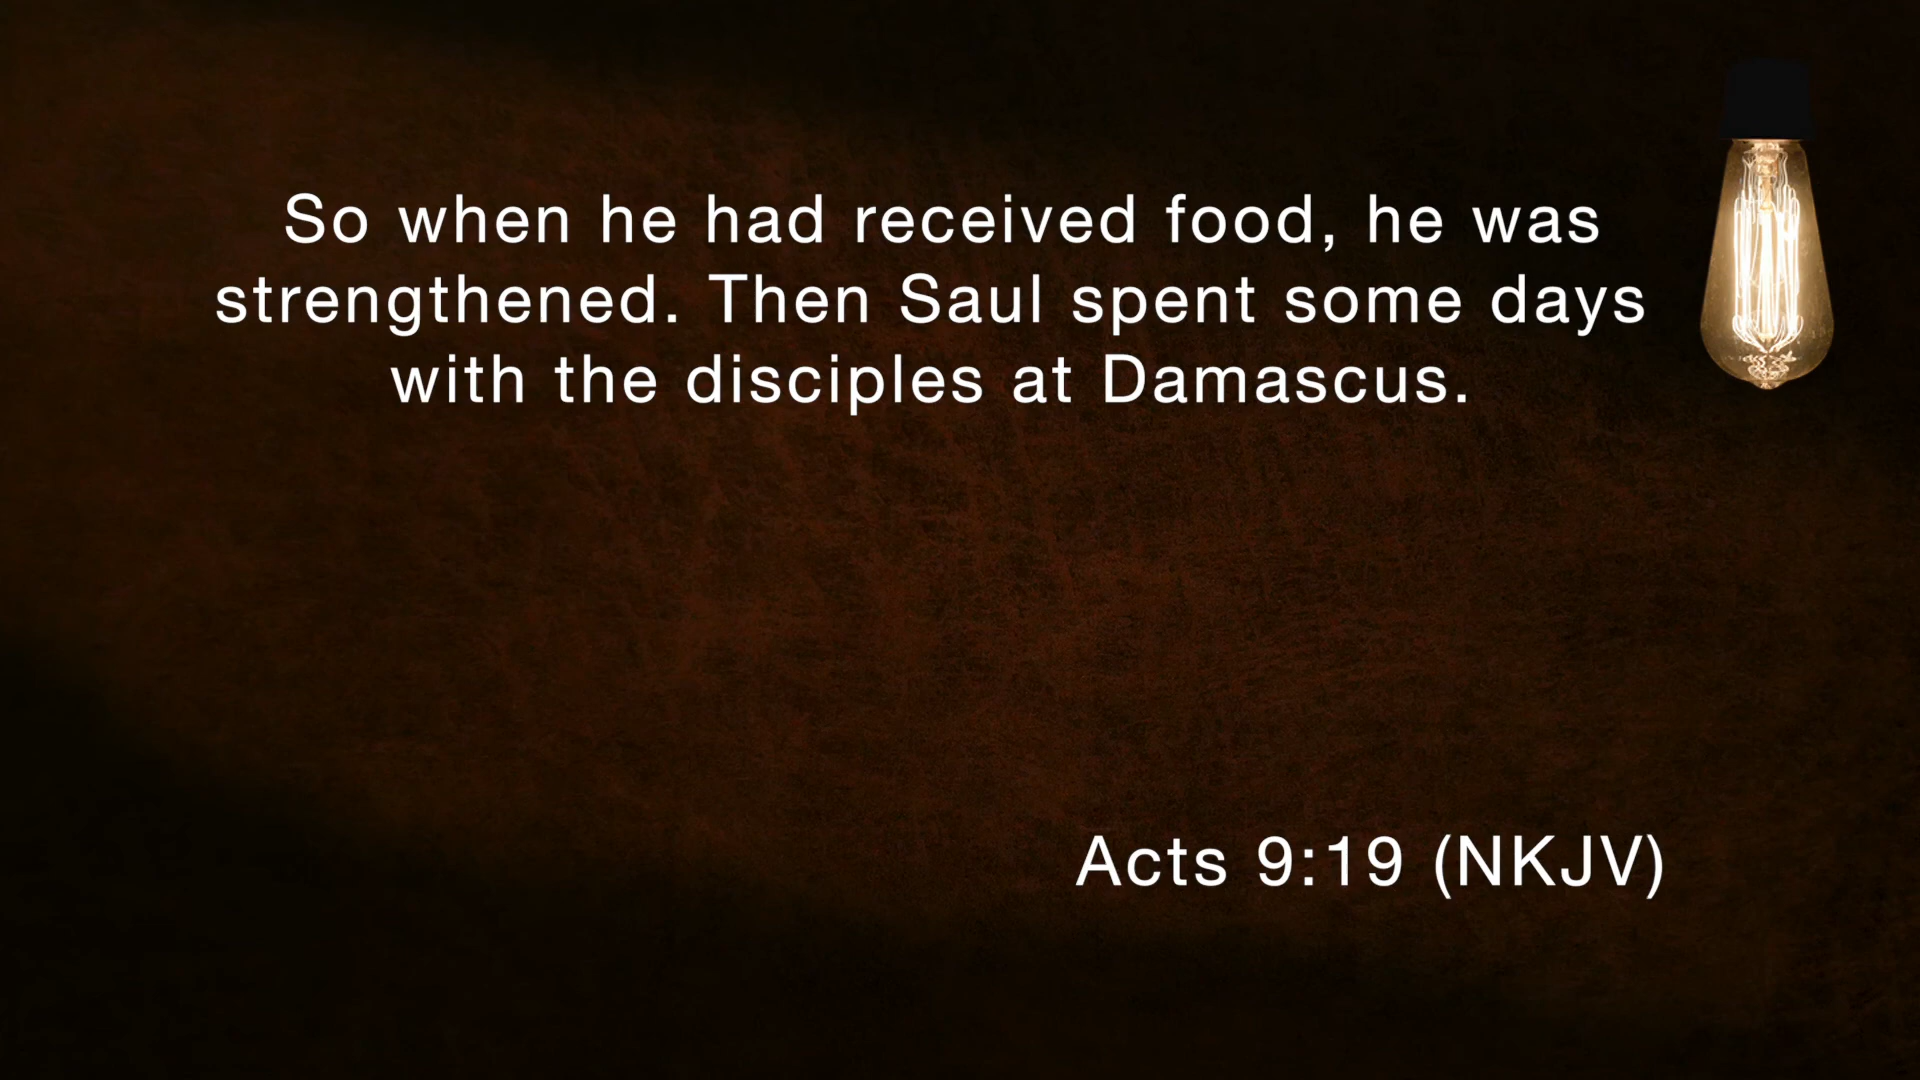 So when he had received food, he was
strengthened. Then Saul spent some days
with the disciples at Damascus.
Acts 9:19 (NKJV)